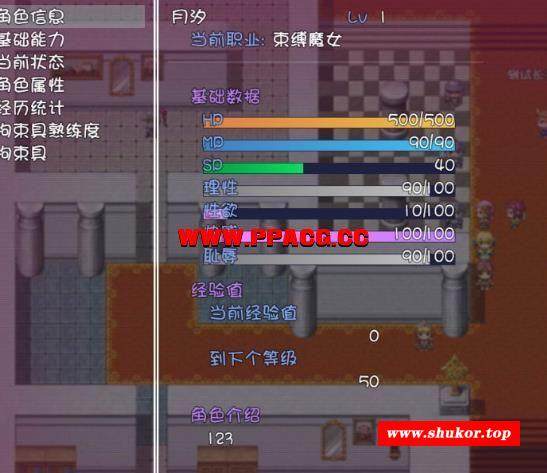 角色信息
基础能力
当前状态
角色属性
经历统计
拘束具熟练度
拘束具
月汐 Lv 1
当前职业: 束缚魔女
基础数据
HP 500/500
MP 90/90
SP 40
理性 90/100
性欲 10/100
100/100
WWW.PPACG.CC
耻辱 90/100
经验值
当前经验值
0
到下个等级
50
角色介绍
123
www.shukor.top